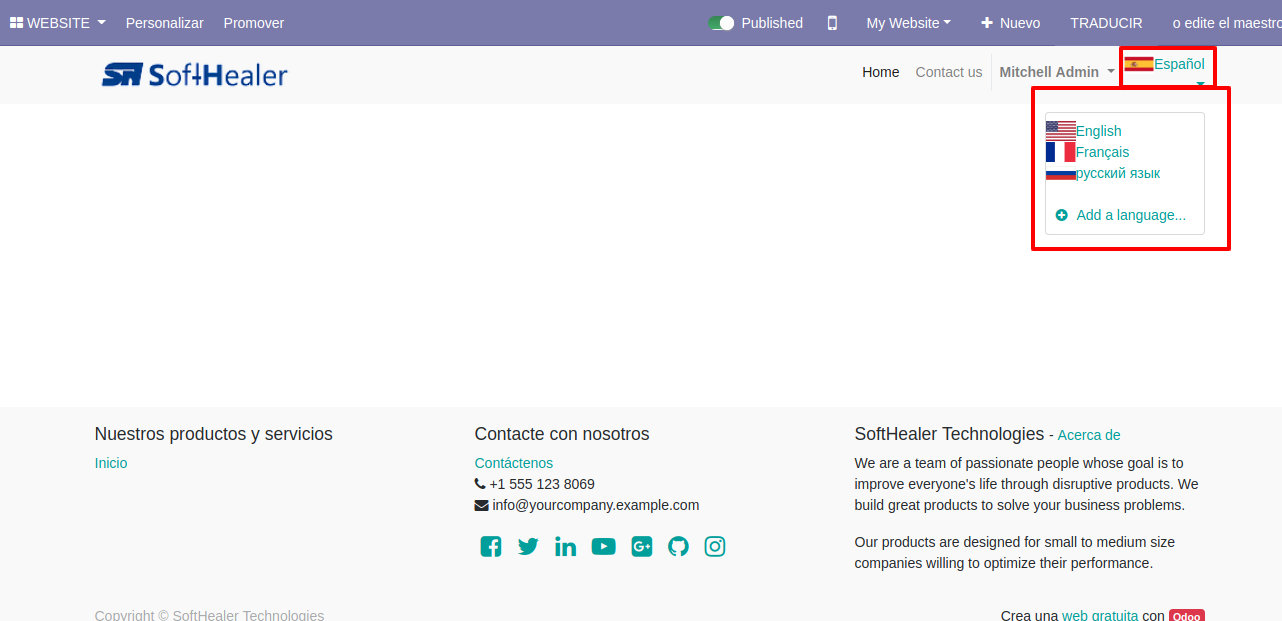 WEBSITE Personalizar Promover Published My Website Nuevo TRADUCIR o edite el maestro
SoftHealer Home Contact us Mitchell Admin Español
English
Français
русский язык
Add a language...
Nuestros productos y servicios
Inicio
Contacte con nosotros
Contáctenos
+1 555 123 8069
info@yourcompany.example.com
SoftHealer Technologies - Acerca de
We are a team of passionate people whose goal is to
improve everyone's life through disruptive products. We
build great products to solve your business problems.
Our products are designed for small to medium size
companies willing to optimize their performance.
Copyright © SoftHealer Technologies
Crea una web gratuita con Odoo